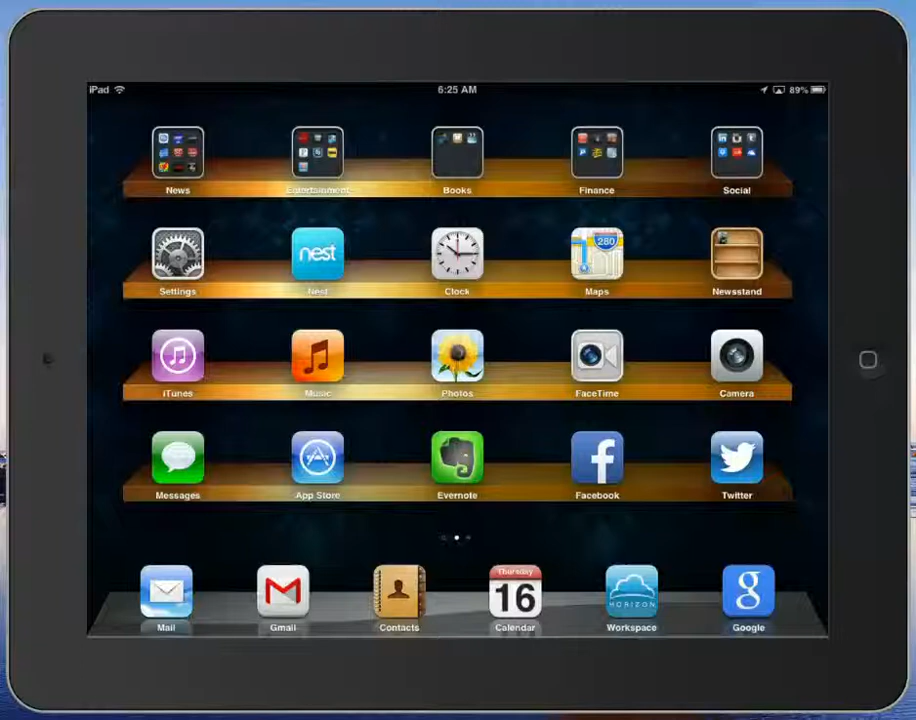 iPad 6:25 AM 89%
News Entertainment Books Finance Social
nest 280
Settings Nest Clock Maps Newsstand
iTunes Music Photos FaceTime Camera
Messages App Store Evernote Facebook Twitter
Thursday
16 HORIZON g
Mail Gmail Contacts Calendar Workspace Google